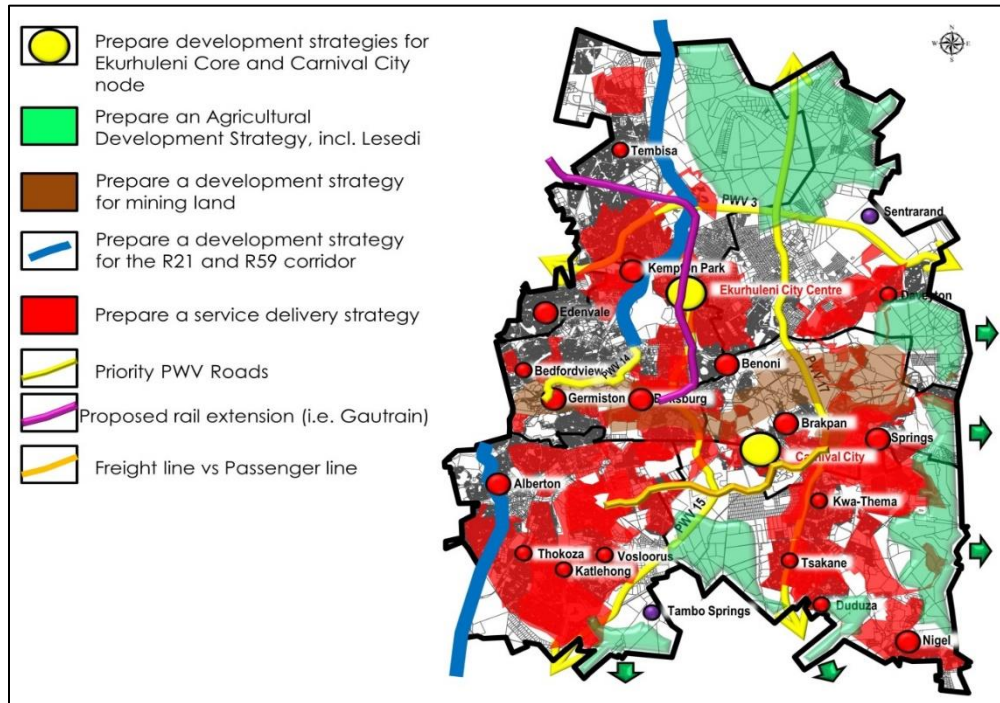 Prepare development strategies for
Ekurhuleni Core and Carnival City
node
Prepare an Agricultural
Development Strategy, incl. Lesedi
Prepare a development strategy
for mining land
Prepare a development strategy
for the R21 and R59 corridor
Prepare a service delivery strategy
Priority PWV Roads
Proposed rail extension (i.e. Gautrain)
Freight line vs Passenger line
N
W E
S
Tembisa
PWV 3
Sentrarand
Kempton Park
Ekurhuleni City Centre
Daveyton
Edenvale
PWV 14
Bedfordview
Benoni
PWV 17
Germiston
Boksburg
Brakpan
Springs
Carnival City
Alberton
Kwa-Thema
PWV 15
Thokoza
Vosloorus
Katlehong
Tsakane
Tambo Springs
Duduza
Nigel